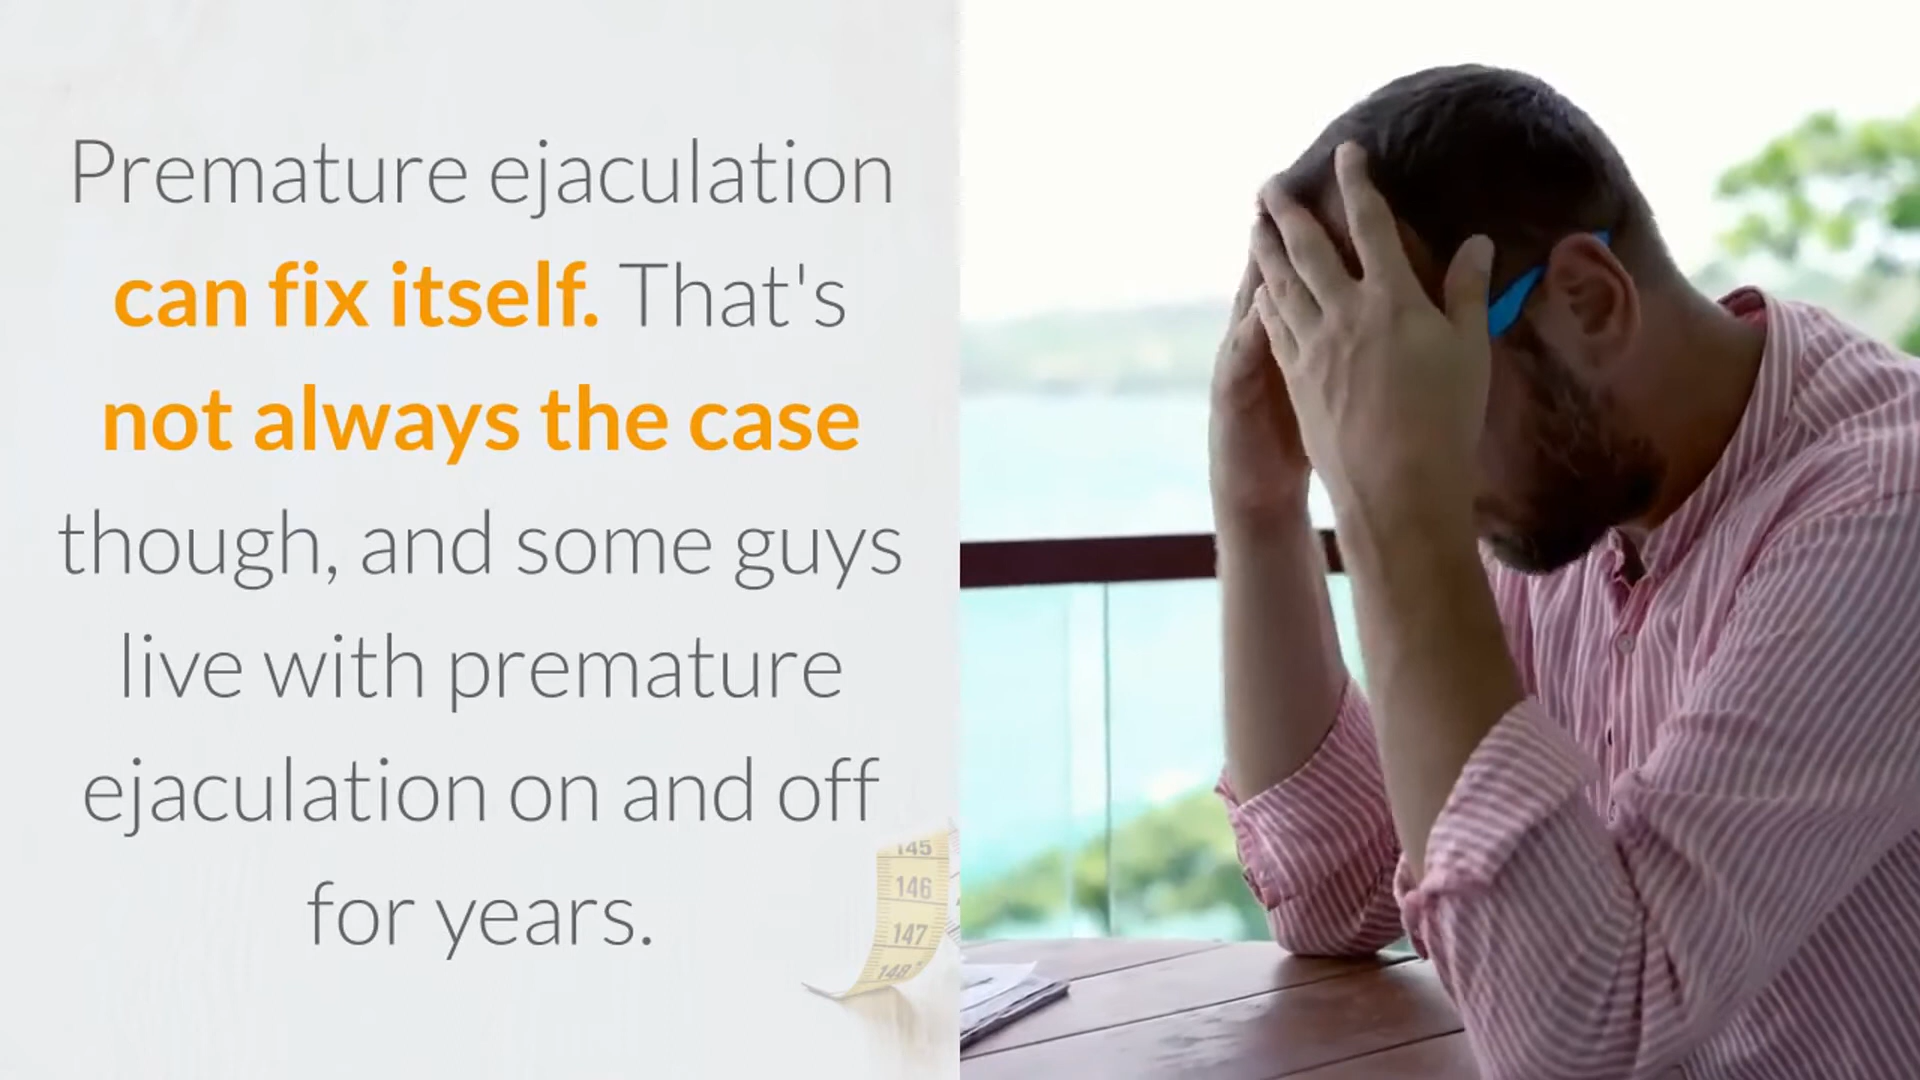 Premature ejaculation
can fix itself. That's
not always the case
though, and some guys
live with premature
ejaculation on and off
for years.
145
146
147
148